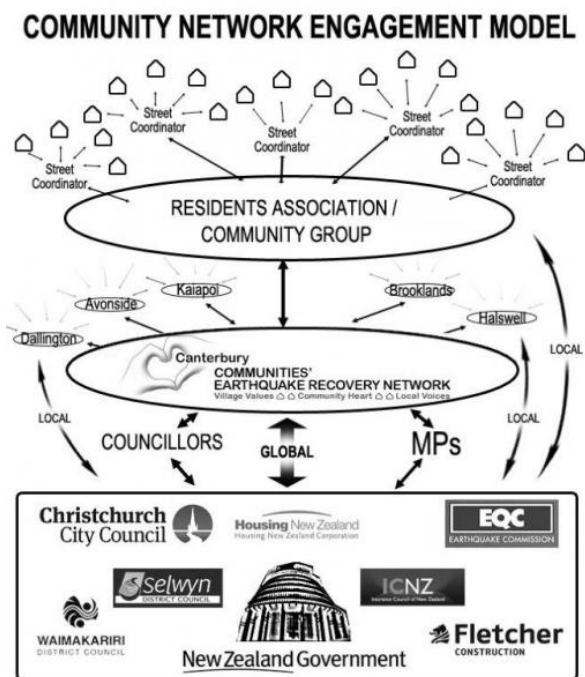 COMMUNITY NETWORK ENGAGEMENT MODEL
Street
Coordinator
Street
Coordinator
Street
Coordinator
Street
Coordinator
Street
Coordinator
RESIDENTS ASSOCIATION /
COMMUNITY GROUP
Kaiapoi
Brooklands
Avonside
Halswell
Dallington
Canterbury
COMMUNITIES'
EARTHQUAKE RECOVERY NETWORK
Village Values Community Heart Local Voices
LOCAL
LOCAL
LOCAL
COUNCILLORS
GLOBAL
MPs
Christchurch
City Council
Housing New Zealand
Housing New Zealand Corporation
EQC
EARTHQUAKE COMMISSION
Selwyn
DISTRICT COUNCIL
ICNZ
Insurance Council of New Zealand
WAIMAKARIRI
DISTRICT COUNCIL
New Zealand Government
Fletcher
CONSTRUCTION